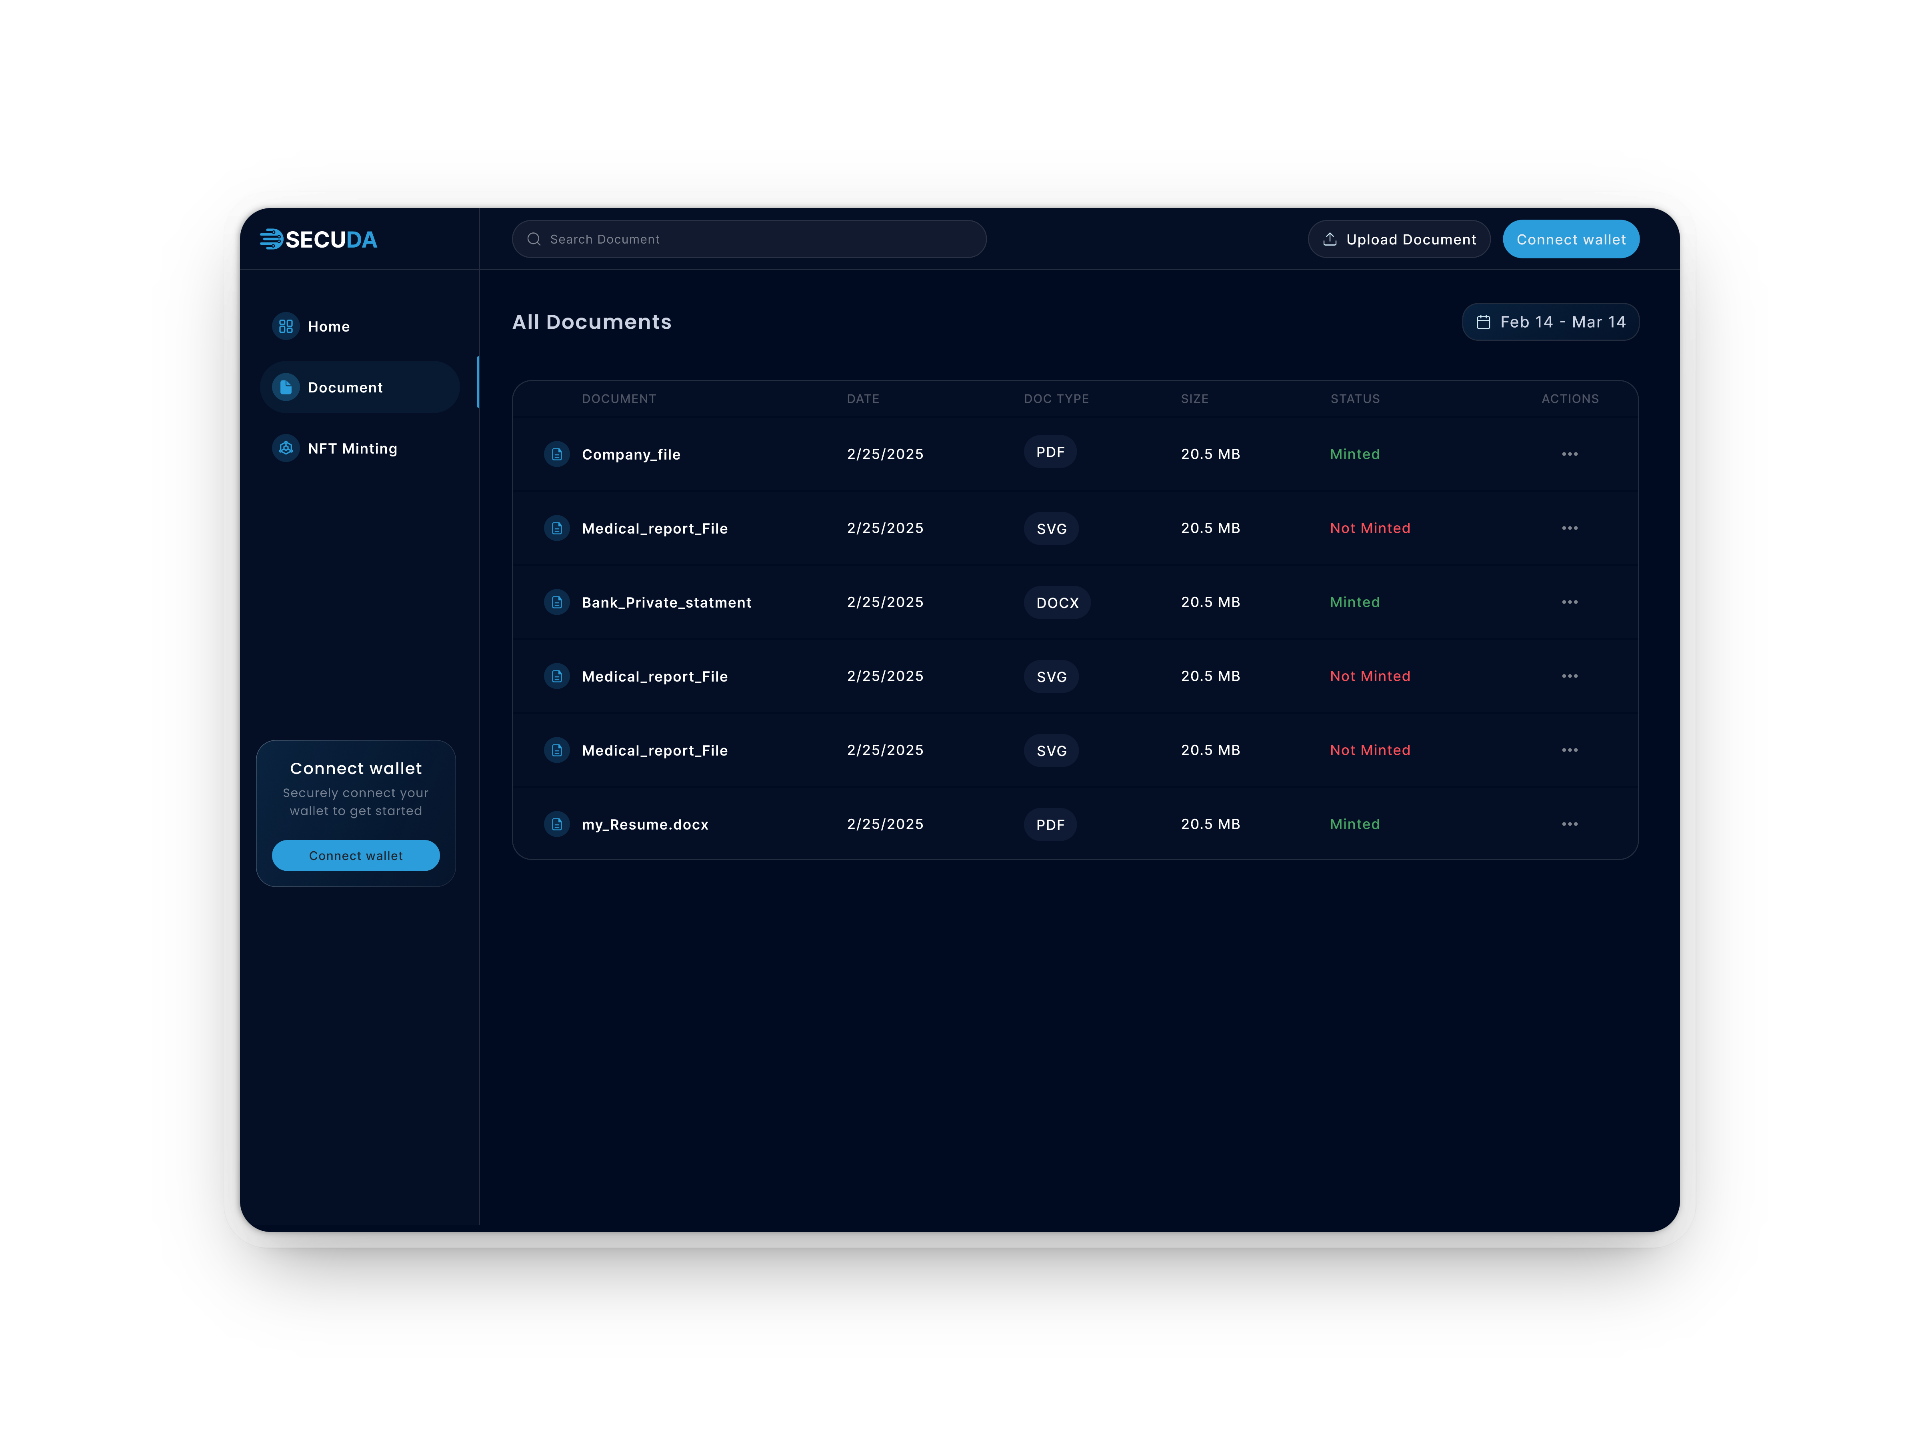 SECUDA
Search Document
Upload Document
Connect wallet
Home
Document
NFT Minting
Connect wallet
Securely connect your
wallet to get started
Connect wallet
All Documents
Feb 14 - Mar 14
DOCUMENT DATE DOC TYPE SIZE STATUS ACTIONS
Company_file 2/25/2025 PDF 20.5 MB Minted
Medical_report_File 2/25/2025 SVG 20.5 MB Not Minted
Bank_Private_statment 2/25/2025 DOCX 20.5 MB Minted
Medical_report_File 2/25/2025 SVG 20.5 MB Not Minted
Medical_report_File 2/25/2025 SVG 20.5 MB Not Minted
my_Resume.docx 2/25/2025 PDF 20.5 MB Minted